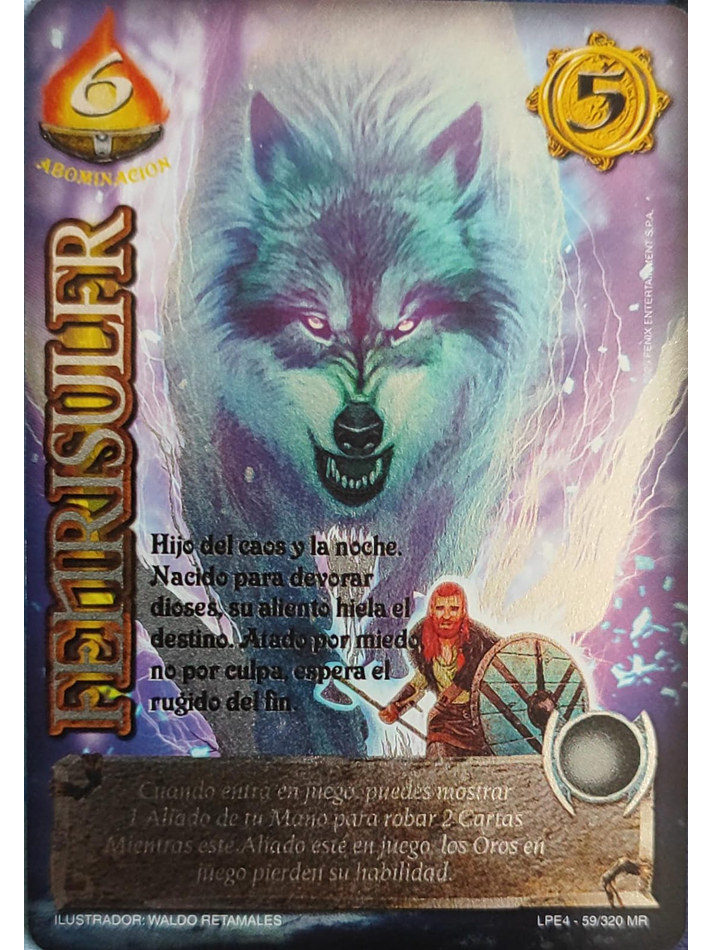 6
5
ABOMINACION
FENRISULFR
© FENIX ENTERTAINMENT S.P.A.
Hijo del caos y la noche.
Nacido para devorar
dioses, su aliento hiela el
destino. Atado por miedo
no por culpa, espera el
rugido del fin.
Cuando entra en juego, puedes mostrar
1 Aliado de tu Mano para robar 2 Cartas
Mientras este Aliado esté en juego, los Oros en
juego pierden su habilidad.
ILUSTRADOR: WALDO RETAMALES
LPE4 - 59/320 MR